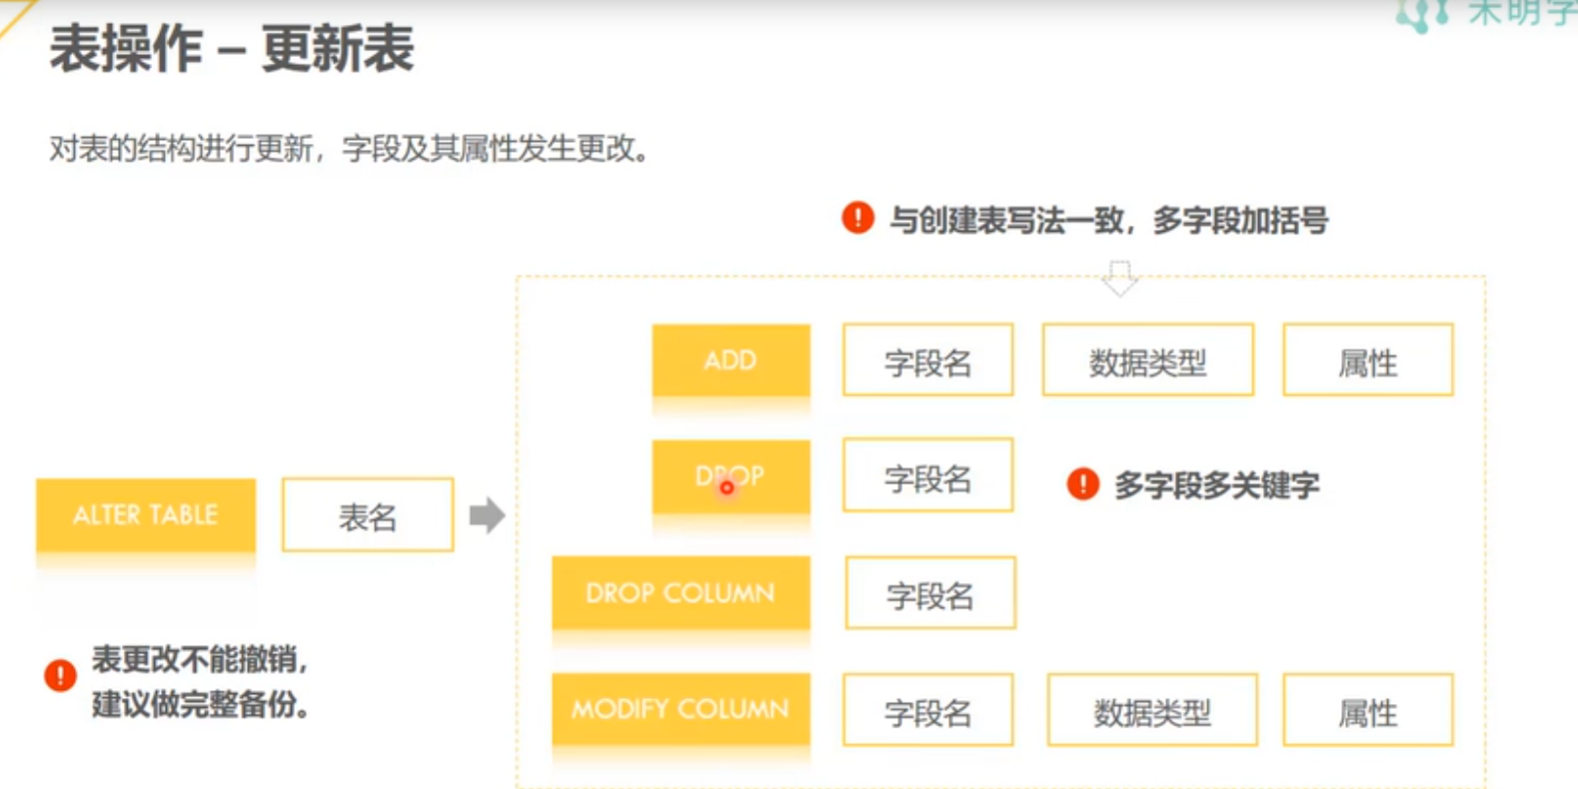 未明学
表操作 – 更新表
对表的结构进行更新，字段及其属性发生更改。
与创建表写法一致，多字段加括号
ADD 字段名 数据类型 属性
DROP 字段名 多字段多关键字
ALTER TABLE 表名
DROP COLUMN 字段名
表更改不能撤销，
建议做完整备份。
MODIFY COLUMN 字段名 数据类型 属性